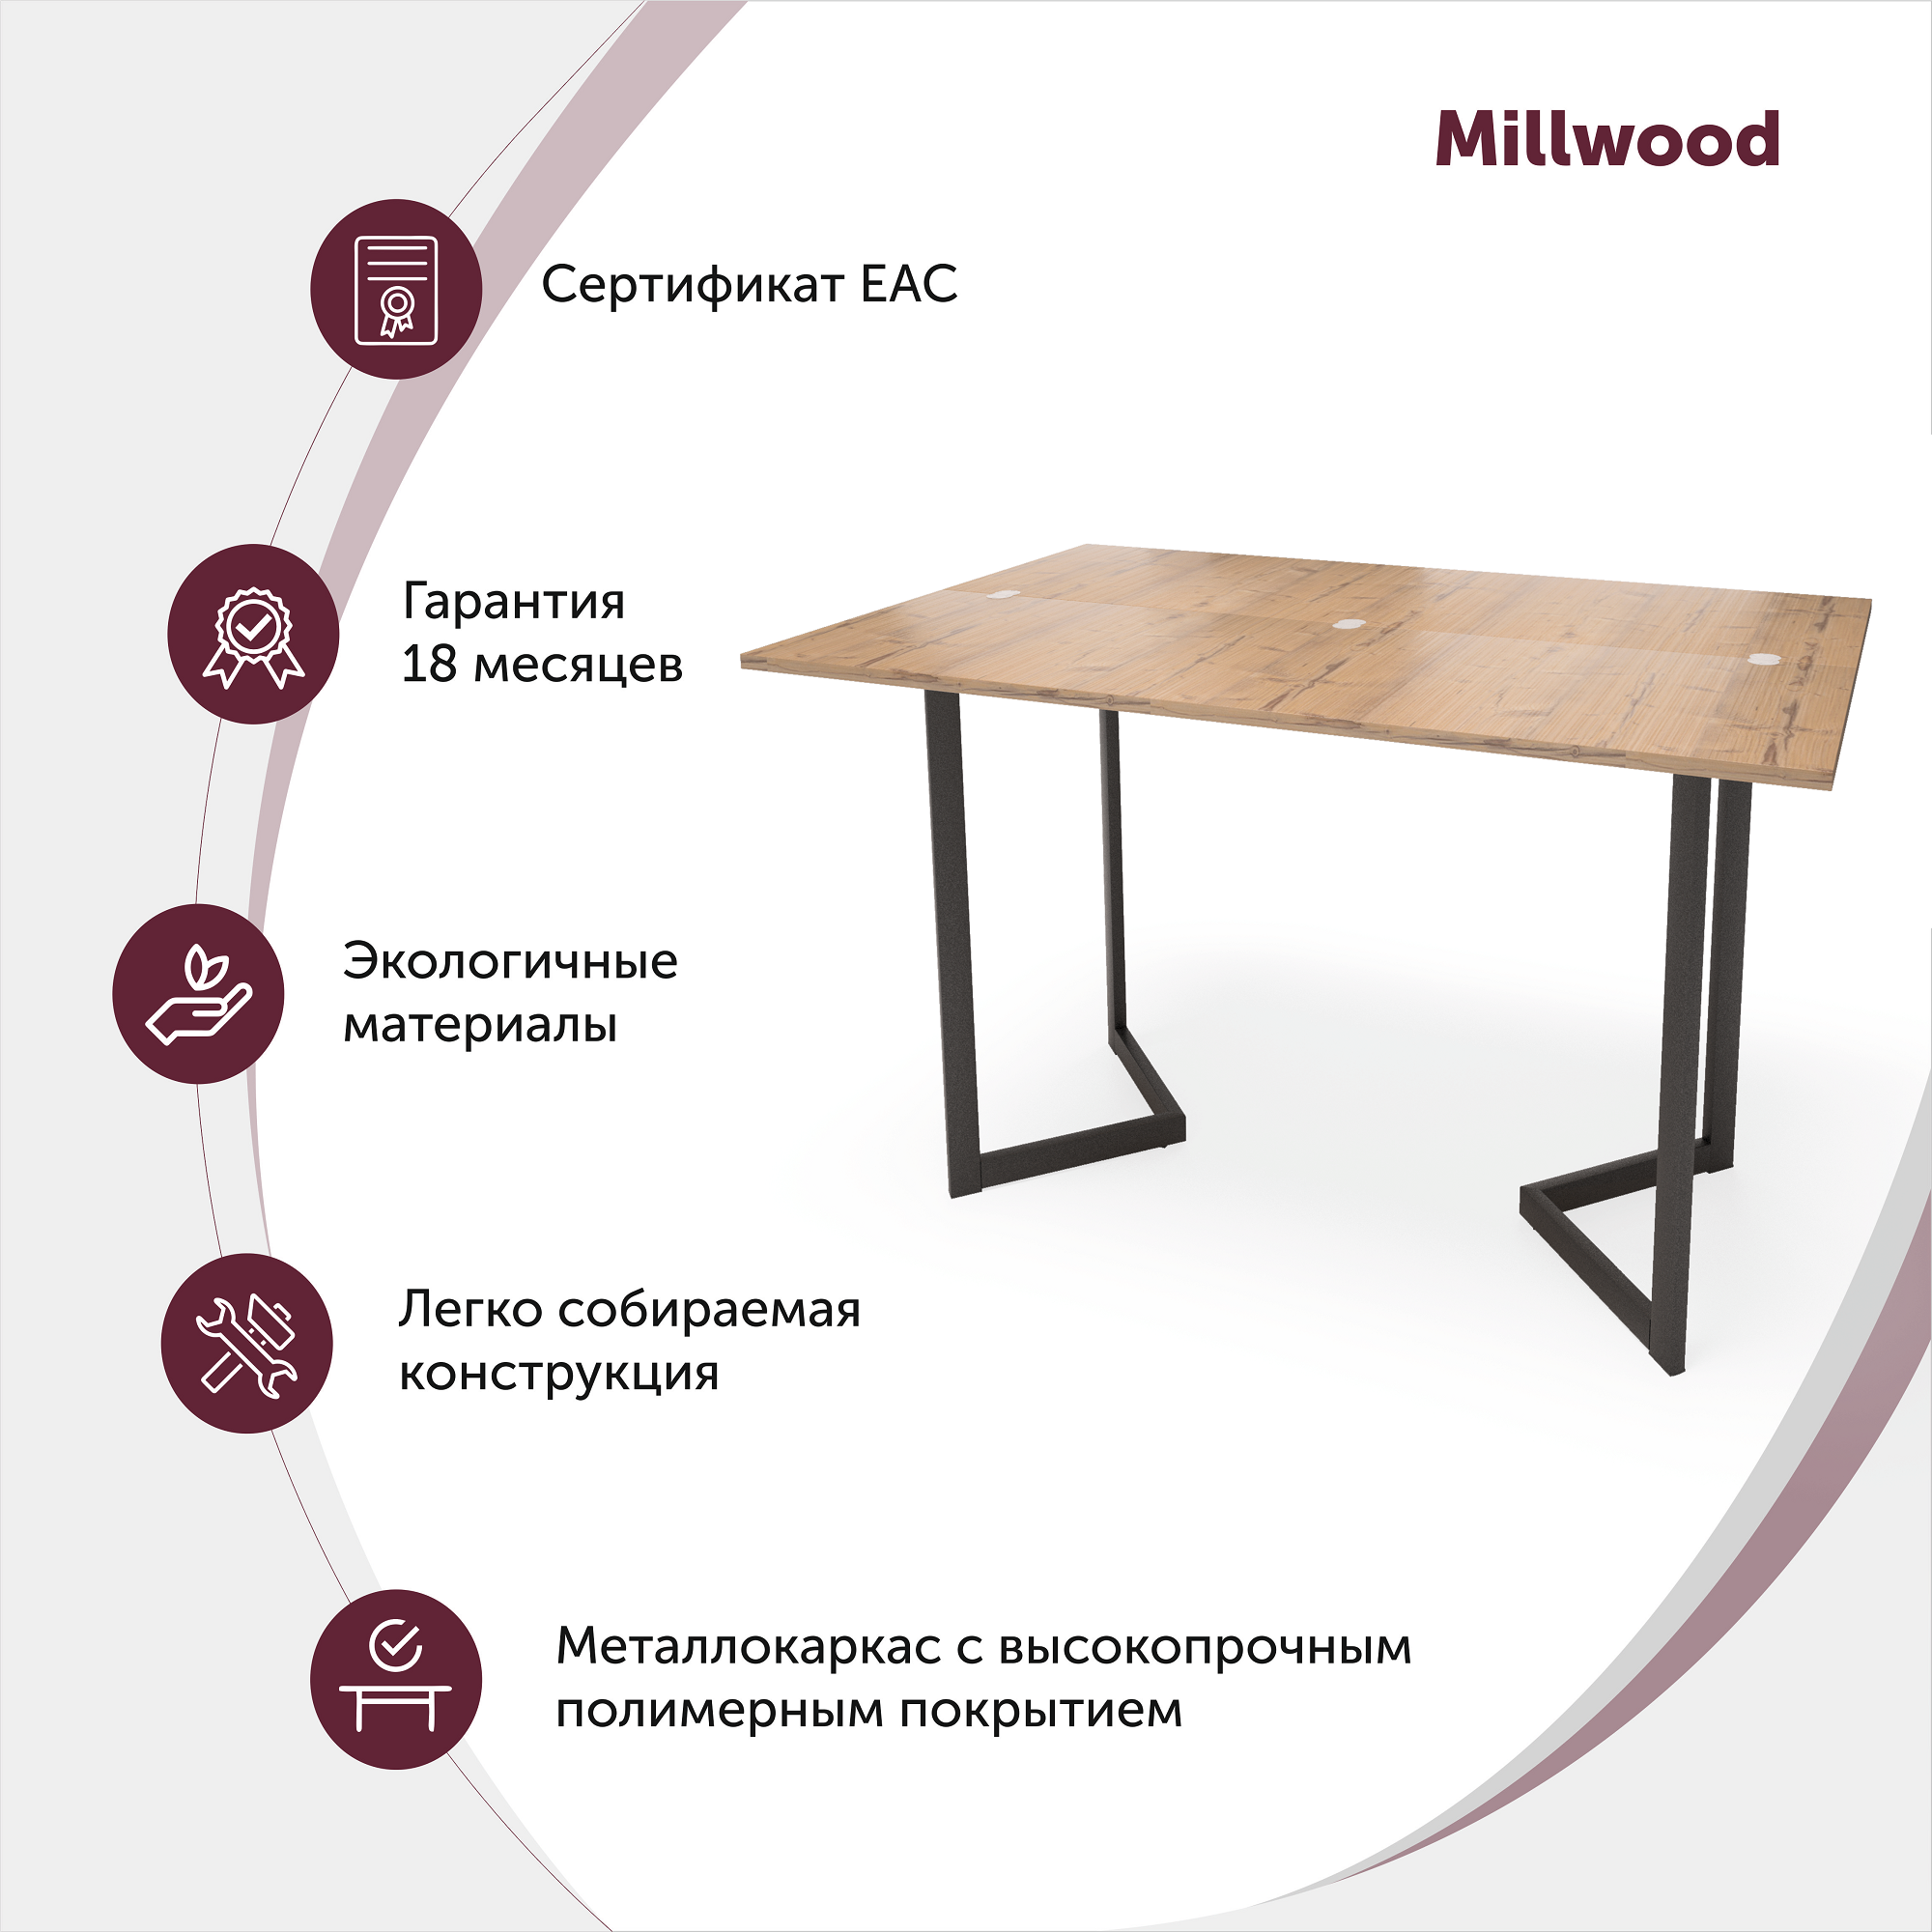 Millwood
Сертификат ЕАС
Гарантия
18 месяцев
Экологичные
материалы
Легко собираемая
конструкция
Металлокаркас с высокопрочным
полимерным покрытием